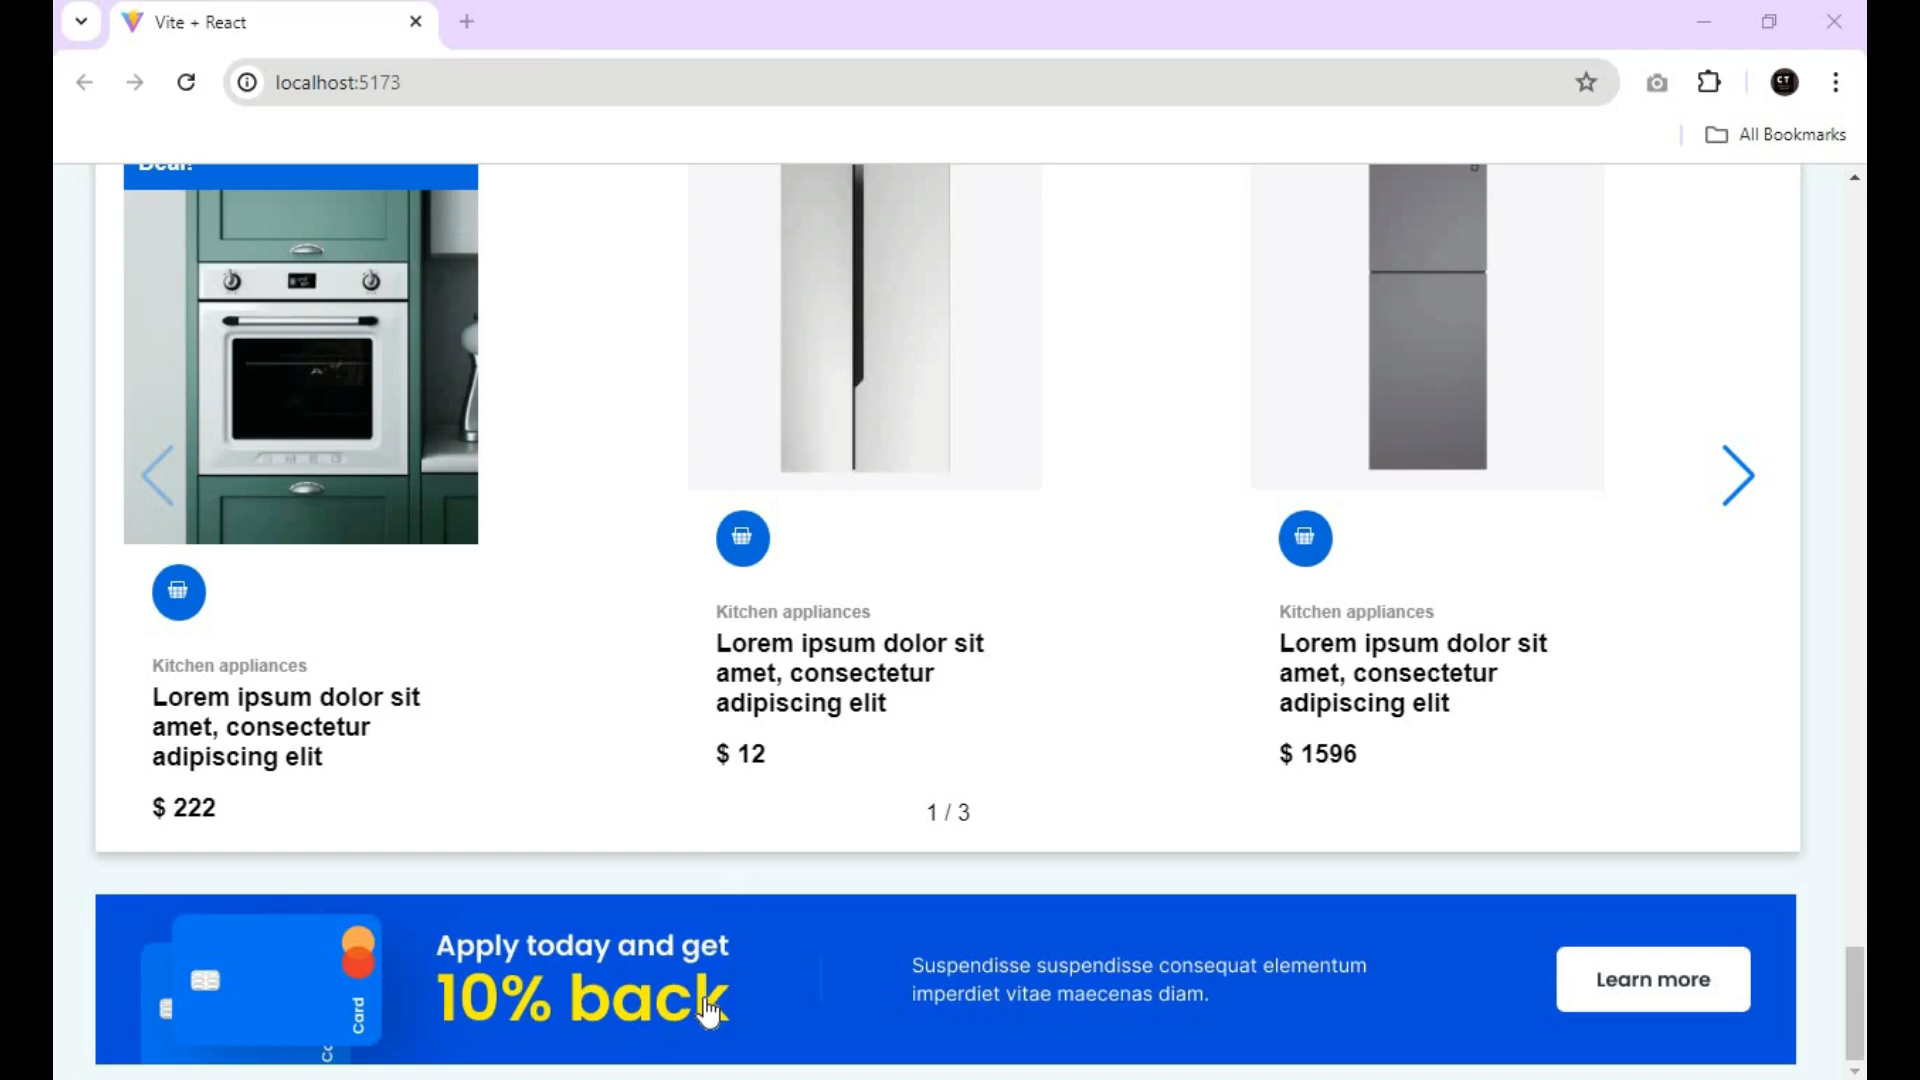 Vite + React
localhost:5173
CT
All Bookmarks
Deal!
SMEG
Kitchen appliances
Lorem ipsum dolor sit
amet, consectetur
adipiscing elit
$ 222
Kitchen appliances
Lorem ipsum dolor sit
amet, consectetur
adipiscing elit
$ 12
Kitchen appliances
Lorem ipsum dolor sit
amet, consectetur
adipiscing elit
$ 1596
1 / 3
Card
Apply today and get
10% back
Suspendisse suspendisse consequat elementum
imperdiet vitae maecenas diam.
Learn more